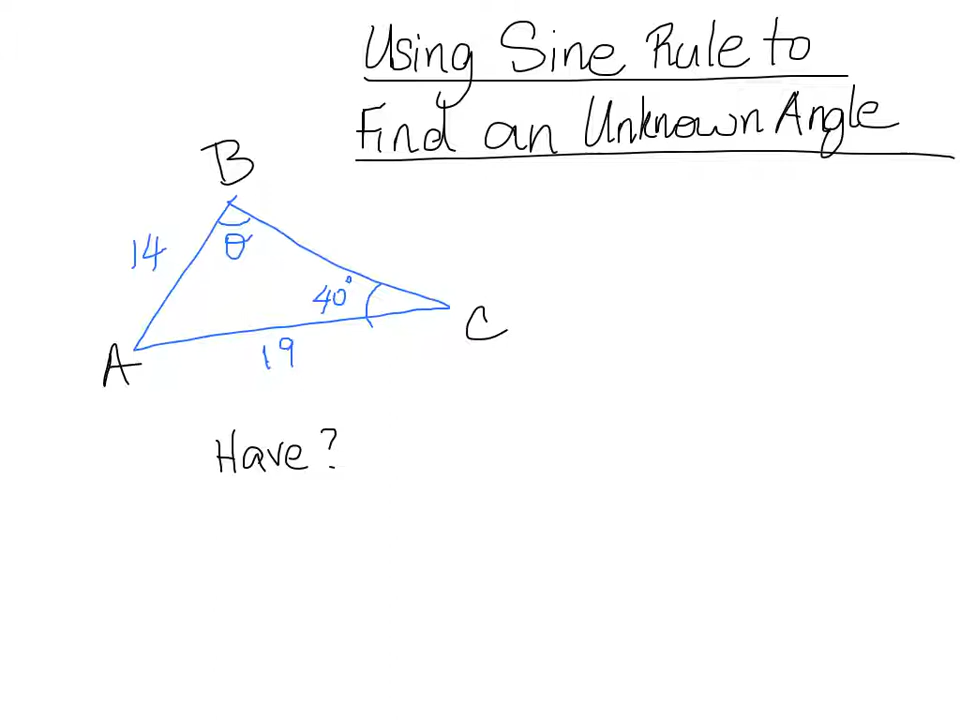 Using Sine Rule to
Find an Unknown Angle
B
14
θ
40°
C
19
A
Have?